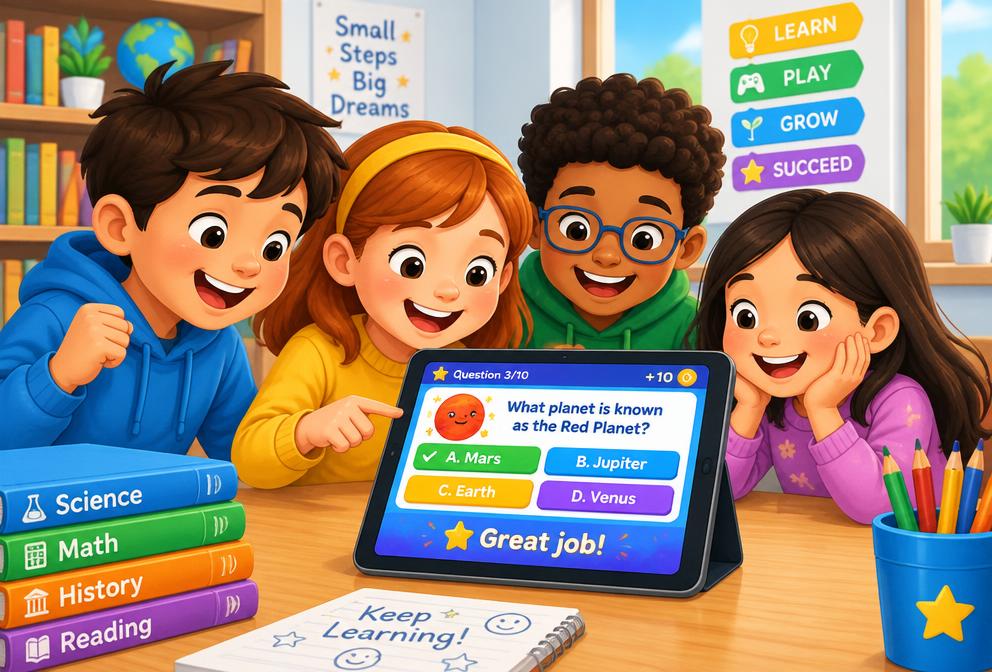 Small
Steps
Big
Dreams
LEARN
PLAY
GROW
SUCCEED
Question 3/10
+10
What planet is known
as the Red Planet?
✓ A. Mars
B. Jupiter
C. Earth
D. Venus
Great job!
Science
Math
History
Reading
Keep
Learning!